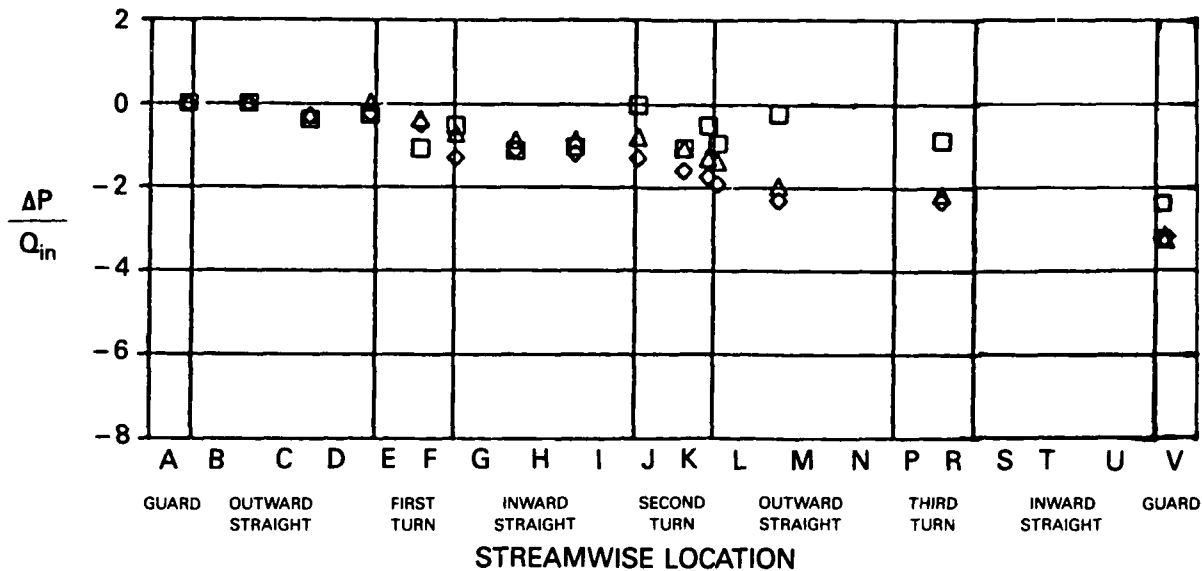 2
0
-2
-4
-6
-8
ΔP
Qin
A B C D E F G H I J K L M N P R S T U V
GUARD OUTWARD STRAIGHT FIRST TURN INWARD STRAIGHT SECOND TURN OUTWARD STRAIGHT THIRD TURN INWARD STRAIGHT GUARD
STREAMWISE LOCATION